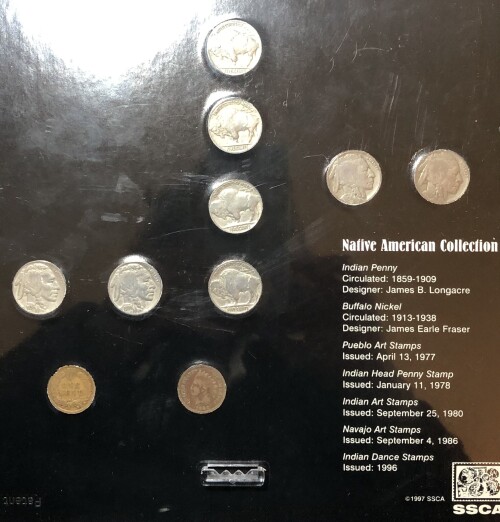 Native American Collection
Indian Penny
Circulated: 1859-1909
Designer: James B. Longacre
Buffalo Nickel
Circulated: 1913-1938
Designer: James Earle Fraser
Pueblo Art Stamps
Issued: April 13, 1977
Indian Head Penny Stamp
Issued: January 11, 1978
Indian Art Stamps
Issued: September 25, 1980
Navajo Art Stamps
Issued: September 4, 1986
Indian Dance Stamps
Issued: 1996
©1997 SSCA
SSCA